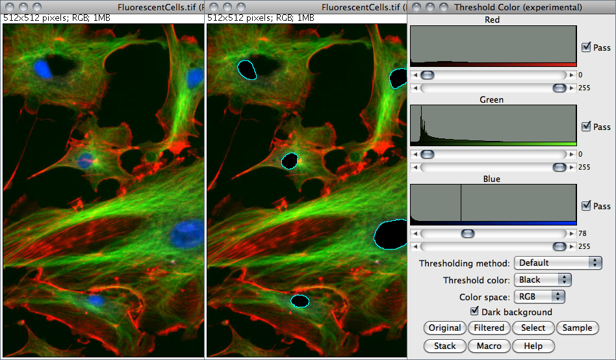 FluorescentCells.tif (F
512x512 pixels; RGB; 1MB
FluorescentCells.tif (F
512x512 pixels; RGB; 1MB
Threshold Color (experimental)
Red
Pass
0
255
Green
Pass
0
255
Blue
Pass
78
255
Thresholding method: Default
Threshold color: Black
Color space: RGB
Dark background
Original Filtered Select Sample
Stack Macro Help